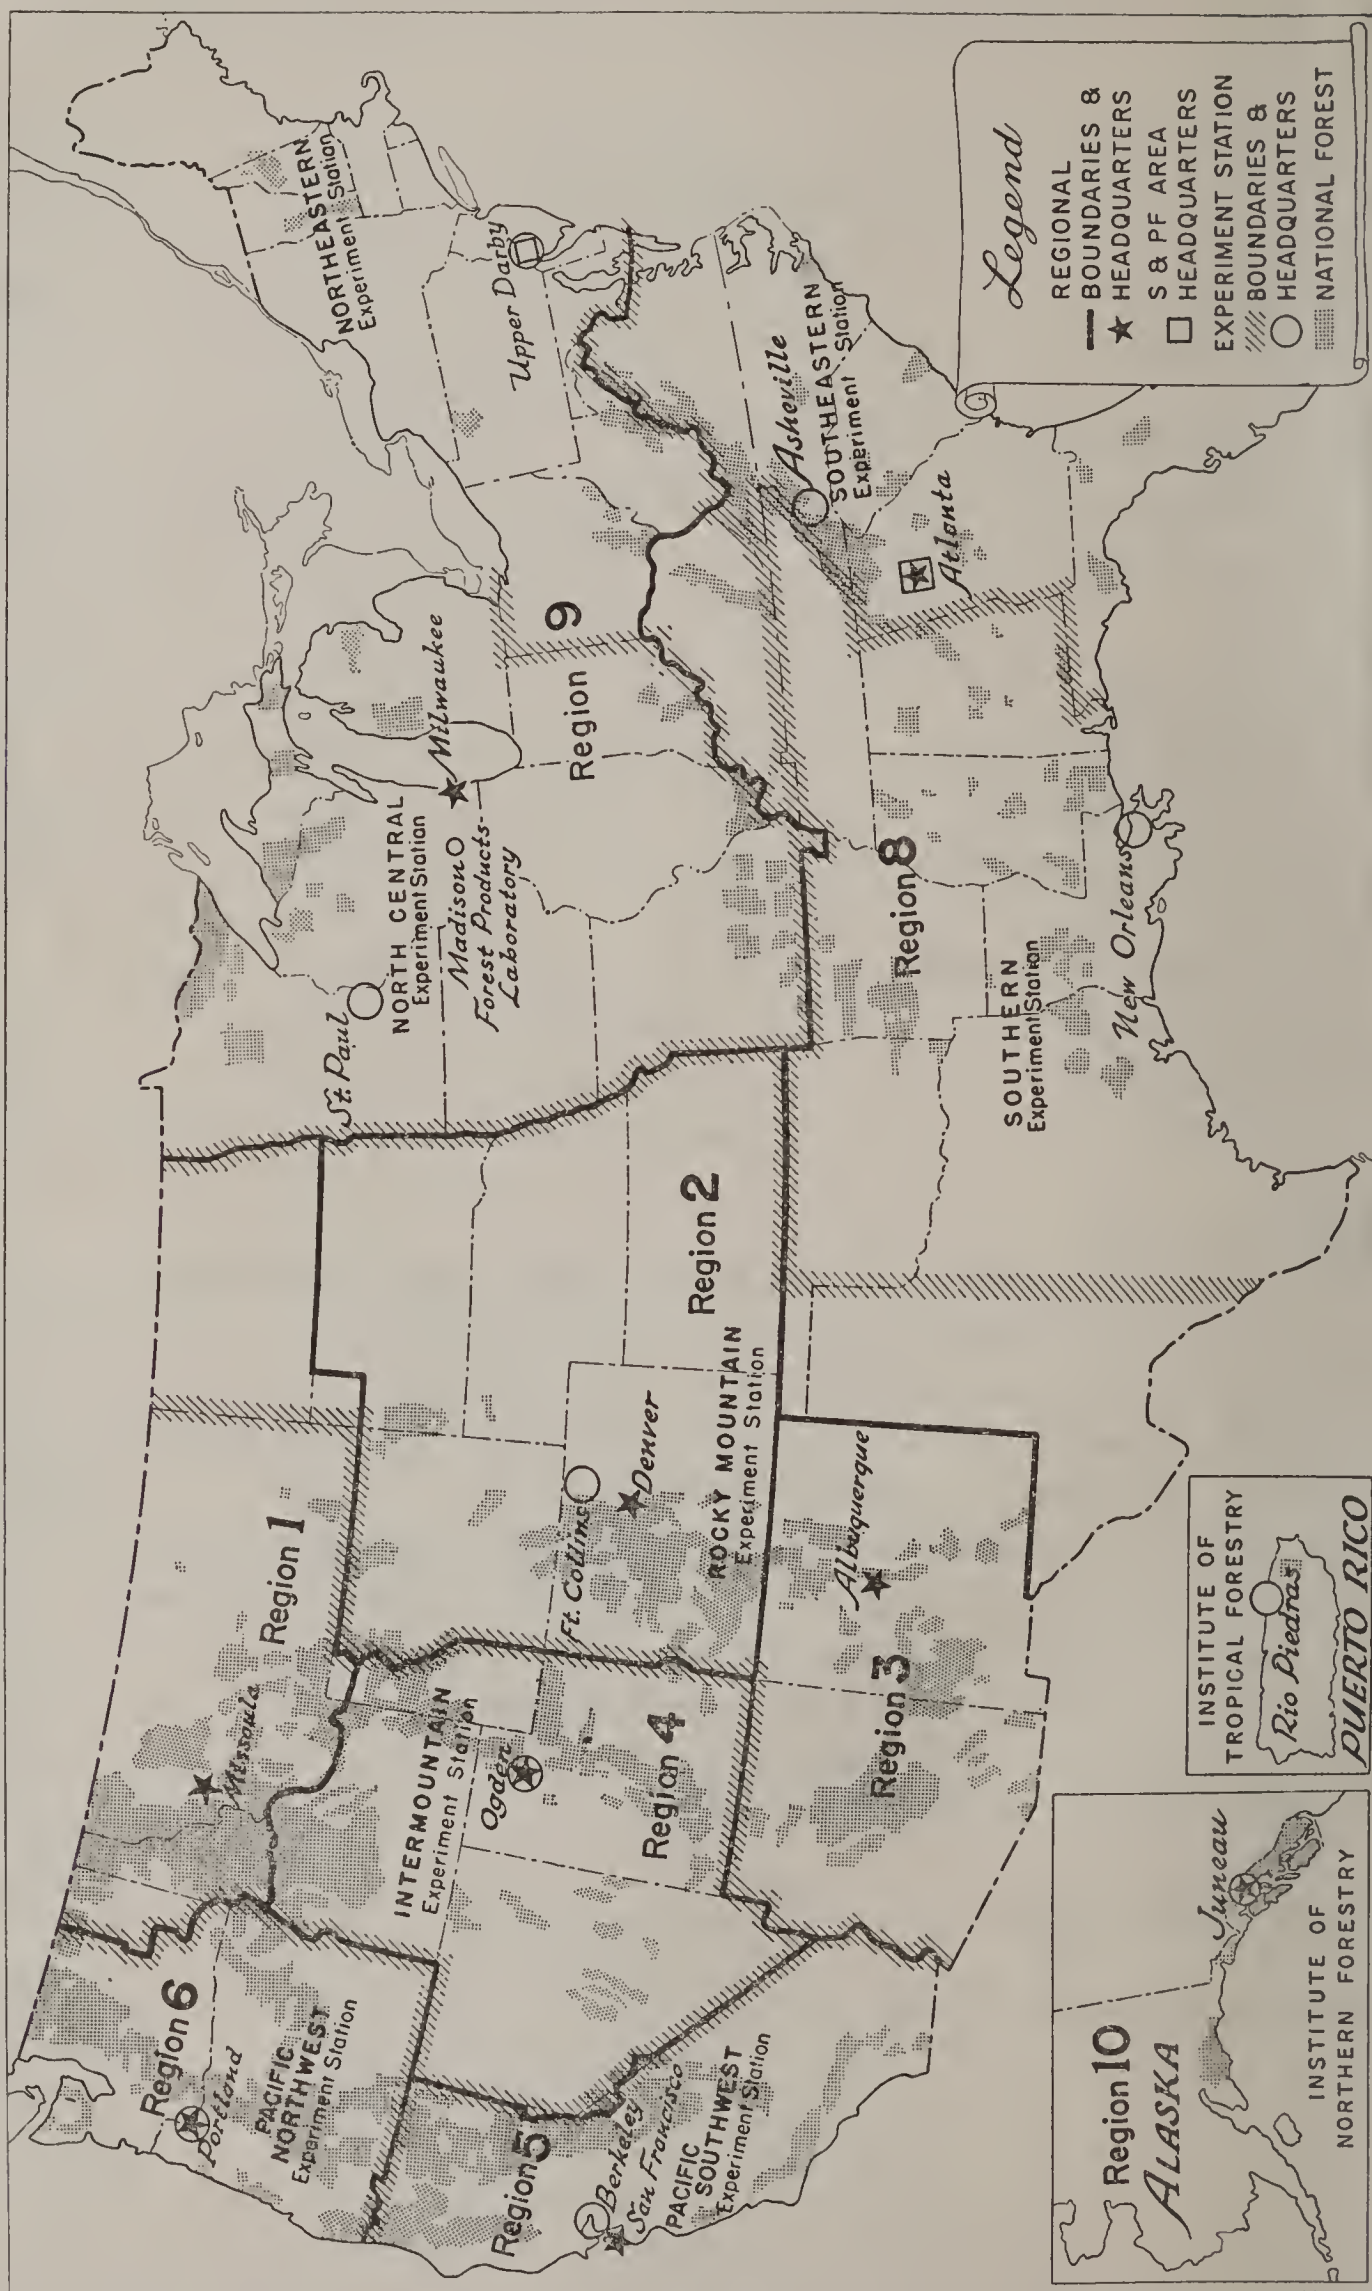 Region 6
Portland
PACIFIC
NORTHWEST
Experiment Station
Region 1
Missoula
INTERMOUNTAIN
Experiment Station
Ogden
Region 4
Region 5
Berkeley
San Francisco
PACIFIC
SOUTHWEST
Experiment Station
Ft. Collins
Denver
ROCKY MOUNTAIN
Experiment Station
Region 2
Region 3
Albuquerque
St. Paul
NORTH CENTRAL
Experiment Station
Madison
Forest Products
Laboratory
Milwaukee
Region 9
NORTHEASTERN
Experiment Station
Upper Darby
Asheville
SOUTHEASTERN
Experiment Station
Atlanta
Region 8
SOUTHERN
Experiment Station
New Orleans
Region 10
ALASKA
Juneau
INSTITUTE OF
NORTHERN FORESTRY
INSTITUTE OF
TROPICAL FORESTRY
Rio Piedras
PUERTO RICO
Legend
REGIONAL
BOUNDARIES &
HEADQUARTERS
S & PF AREA
HEADQUARTERS
EXPERIMENT STATION
BOUNDARIES &
HEADQUARTERS
NATIONAL FOREST